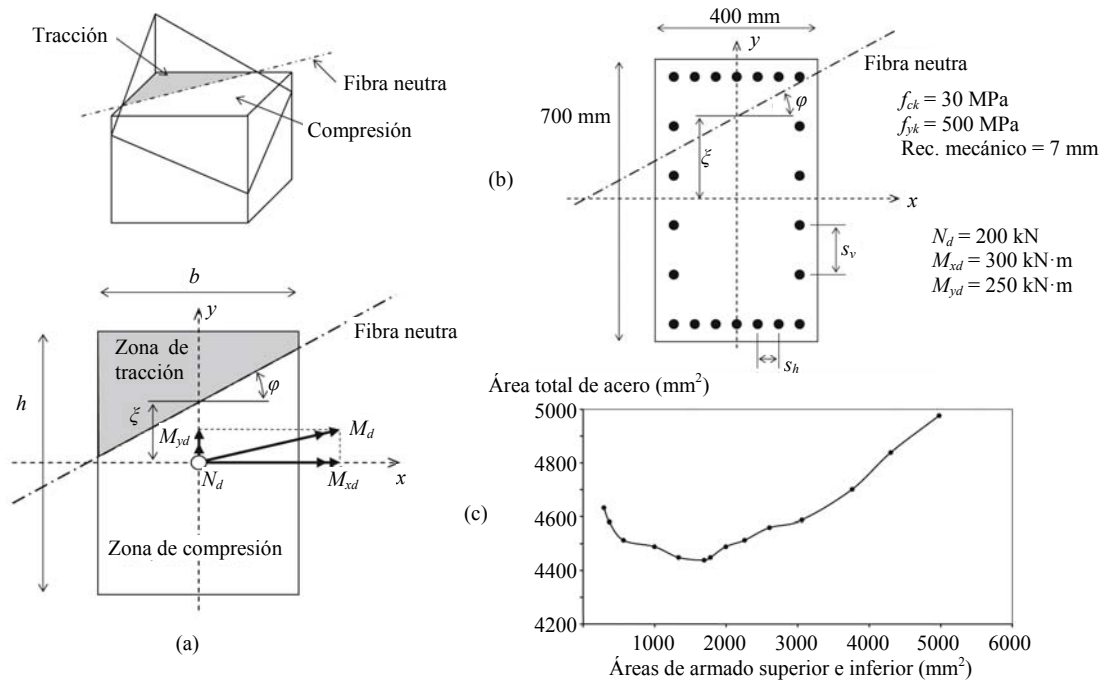 Tracción
Fibra neutra
Compresión
b
y
Fibra neutra
Zona de
tracción
φ
h
ξ
M_yd
M_d
x
N_d
M_xd
Zona de compresión
(a)
400 mm
y
Fibra neutra
φ
700 mm
ξ
(b)
x
s_v
s_h
f_ck = 30 MPa
f_yk = 500 MPa
Rec. mecánico = 7 mm
N_d = 200 kN
M_xd = 300 kN·m
M_yd = 250 kN·m
Área total de acero (mm²)
5000
4800
4600
4400
4200
(c)
1000 2000 3000 4000 5000 6000
Áreas de armado superior e inferior (mm²)